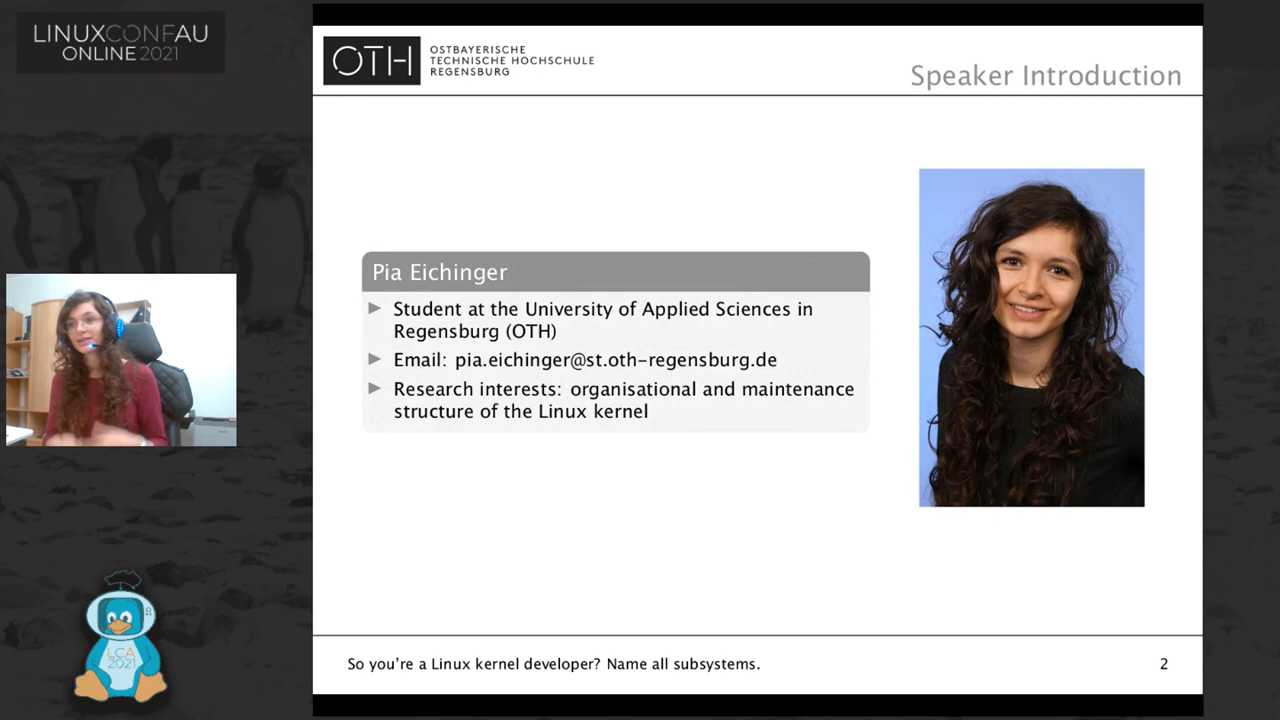 LINUXCONFAU
ONLINE 2021
OTH
OSTBAYERISCHE
TECHNISCHE HOCHSCHULE
REGENSBURG
Speaker Introduction
Pia Eichinger
Student at the University of Applied Sciences in
Regensburg (OTH)
Email: pia.eichinger@st.oth-regensburg.de
Research interests: organisational and maintenance
structure of the Linux kernel
LCA
2021
So you're a Linux kernel developer? Name all subsystems.
2